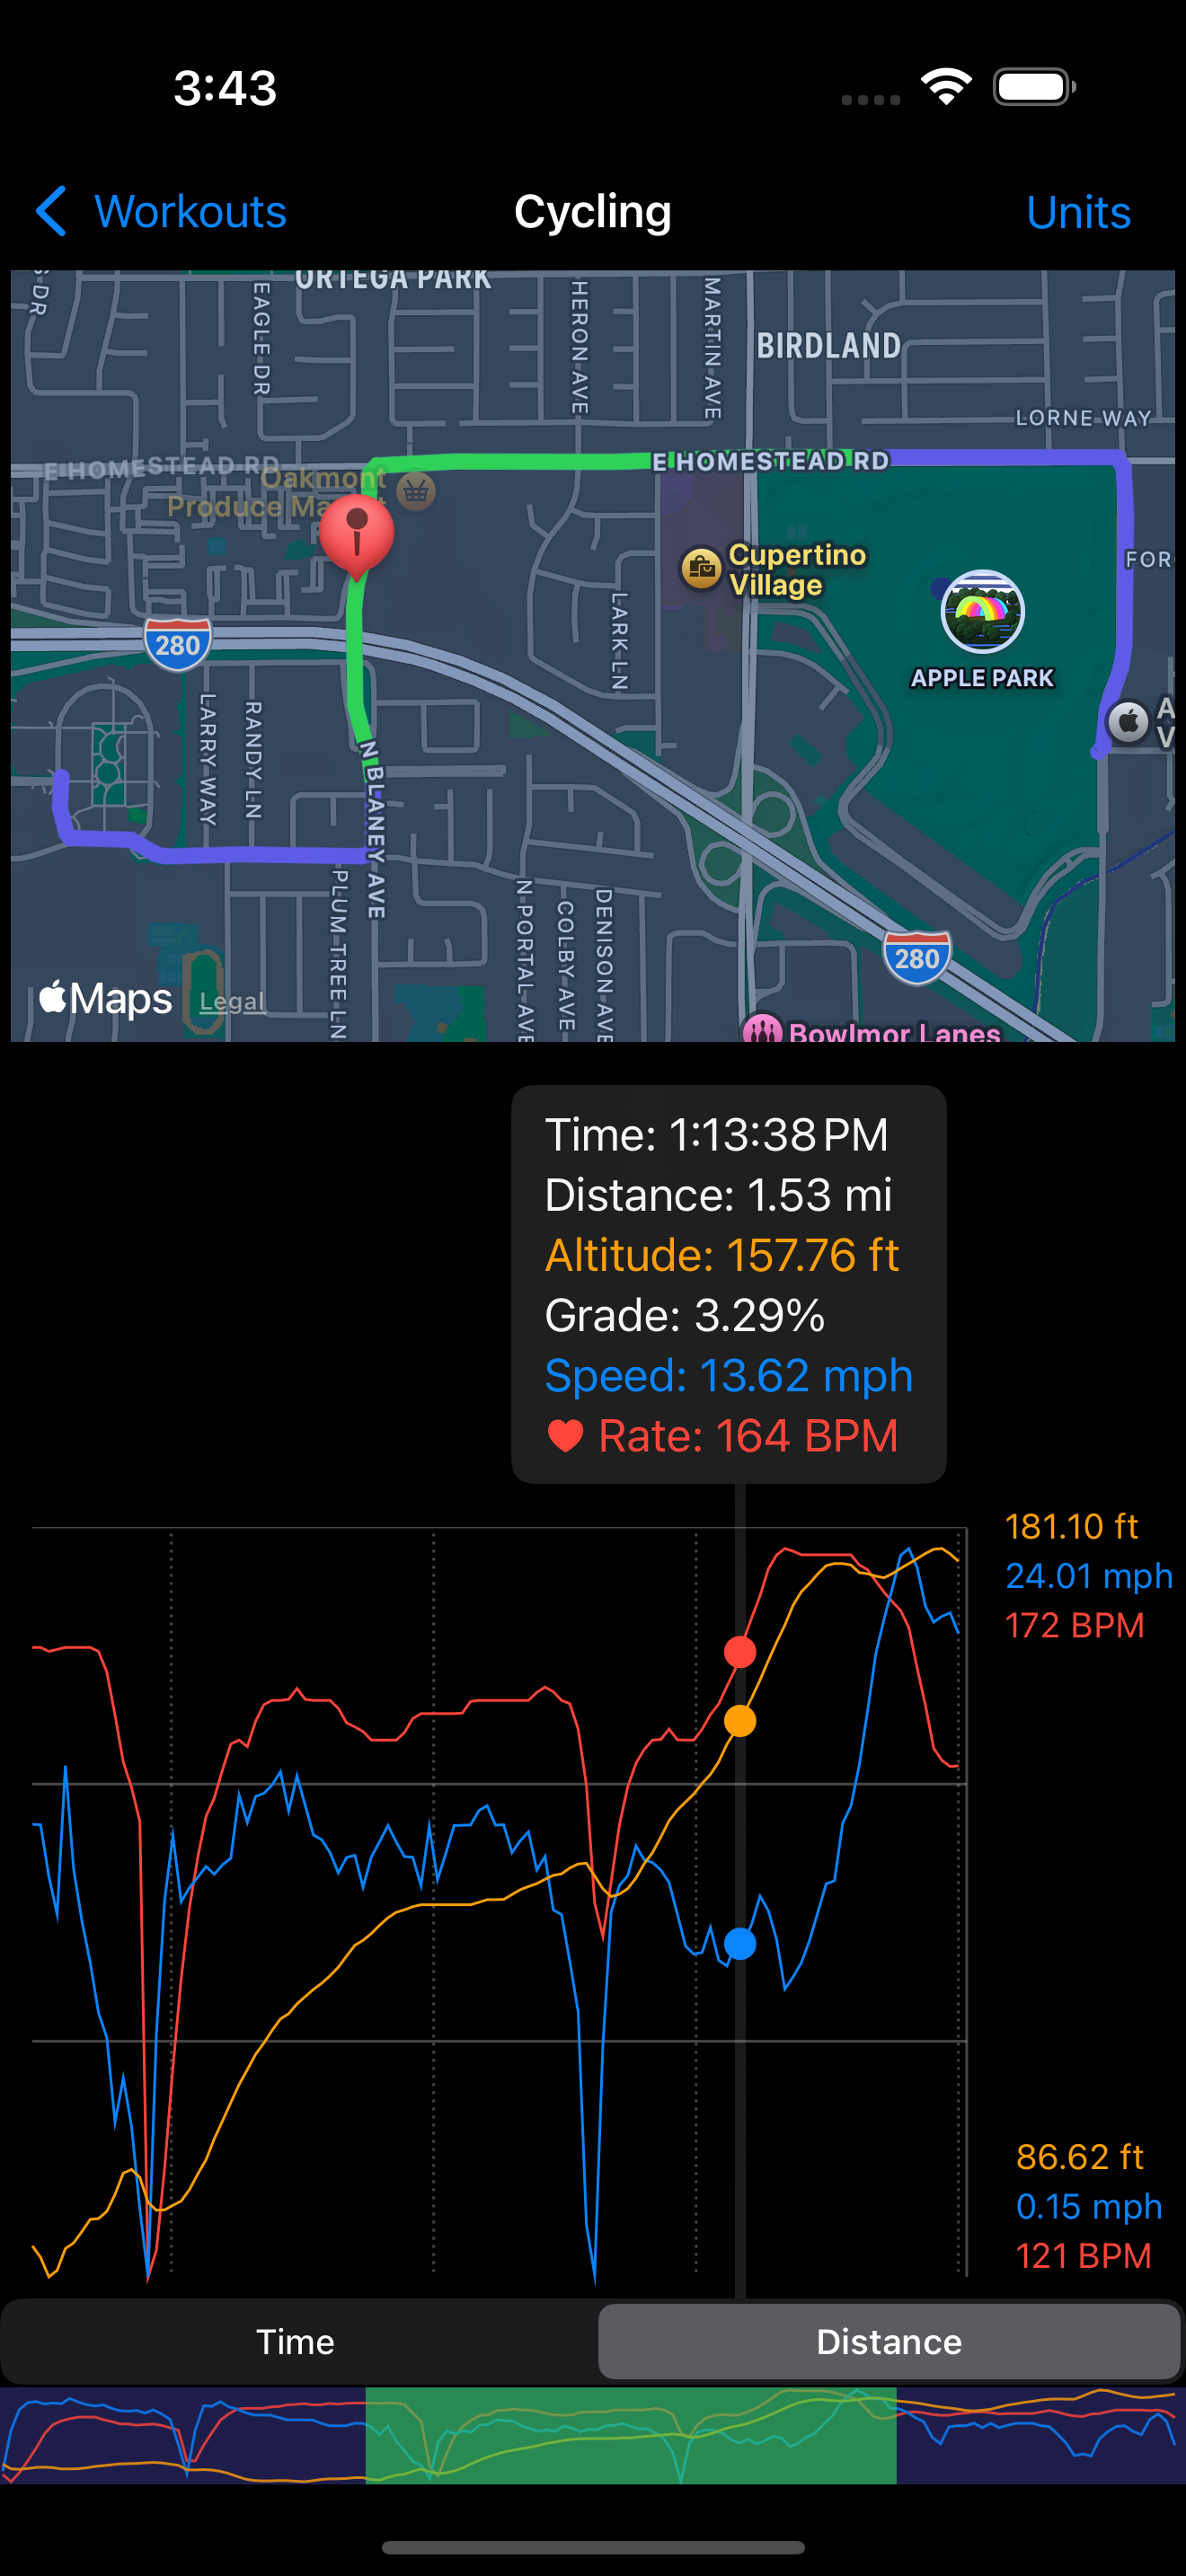 3:43
Workouts
Cycling
Units
ORTEGA PARK
S DR
EAGLE DR
HERON AVE
MARTIN AVE
BIRDLAND
LORNE WAY
E HOMESTEAD RD
E HOMESTEAD RD
Oakmont
Produce Ma
Cupertino
Village
FOR
LARK LN
280
APPLE PARK
A
V
LARRY WAY
RANDY LN
N BLANEY AVE
PLUM TREE LN
N PORTAL AVE
COLBY AVE
DENISON AVE
280
Maps
Legal
Bowlmor Lanes
Time: 1:13:38 PM
Distance: 1.53 mi
Altitude: 157.76 ft
Grade: 3.29%
Speed: 13.62 mph
Rate: 164 BPM
181.10 ft
24.01 mph
172 BPM
86.62 ft
0.15 mph
121 BPM
Time
Distance